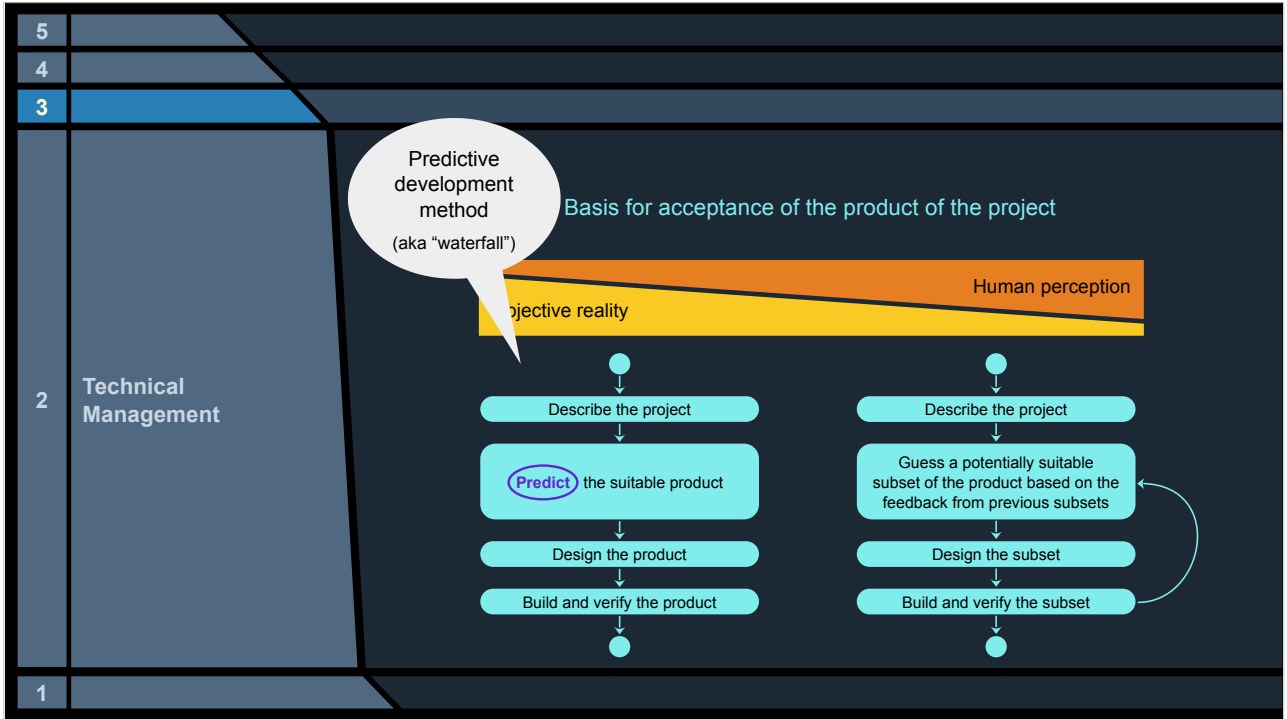 5
4
3
Predictive
development
method
(aka “waterfall”)
Basis for acceptance of the product of the project
Human perception
jective reality
2
Technical
Management
Describe the project
Predict the suitable product
Design the product
Build and verify the product
Describe the project
Guess a potentially suitable
subset of the product based on the
feedback from previous subsets
Design the subset
Build and verify the subset
1